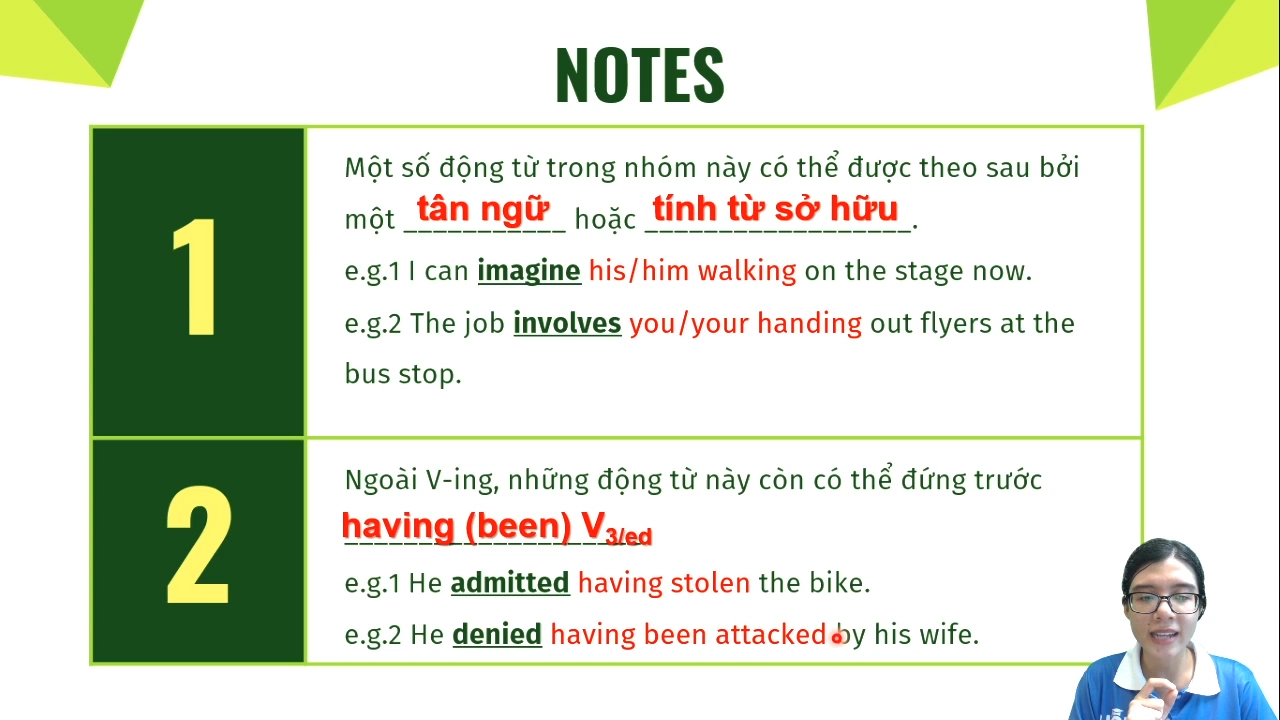 NOTES
1
Một số động từ trong nhóm này có thể được theo sau bởi
một tân ngữ hoặc tính từ sở hữu.
e.g.1 I can imagine his/him walking on the stage now.
e.g.2 The job involves you/your handing out flyers at the
bus stop.
2
Ngoài V-ing, những động từ này còn có thể đứng trước
having (been) V3/ed
e.g.1 He admitted having stolen the bike.
e.g.2 He denied having been attacked by his wife.